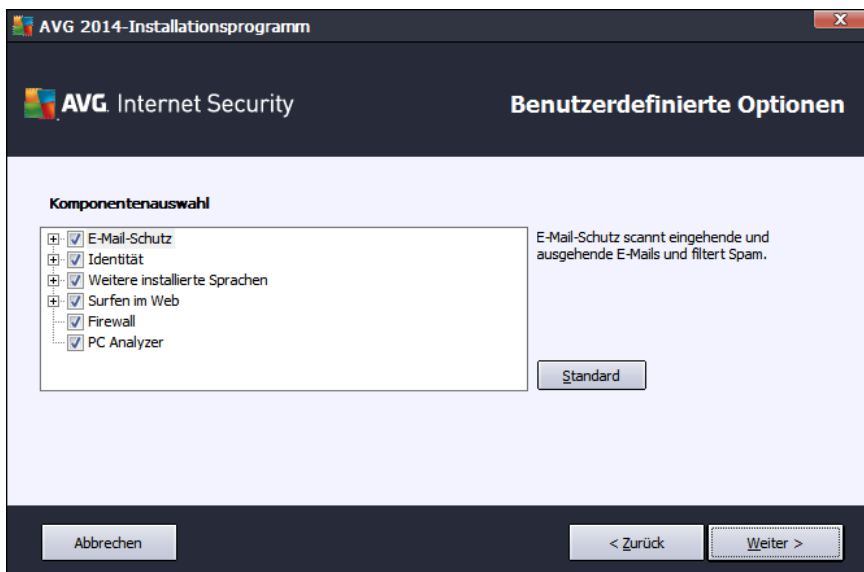 AVG 2014-Installationsprogramm
AVG. Internet Security
Benutzerdefinierte Optionen
Komponentenauswahl
E-Mail-Schutz
Identität
Weitere installierte Sprachen
Surfen im Web
Firewall
PC Analyzer
E-Mail-Schutz scannt eingehende und
ausgehende E-Mails und filtert Spam.
Standard
Abbrechen
< Zurück
Weiter >